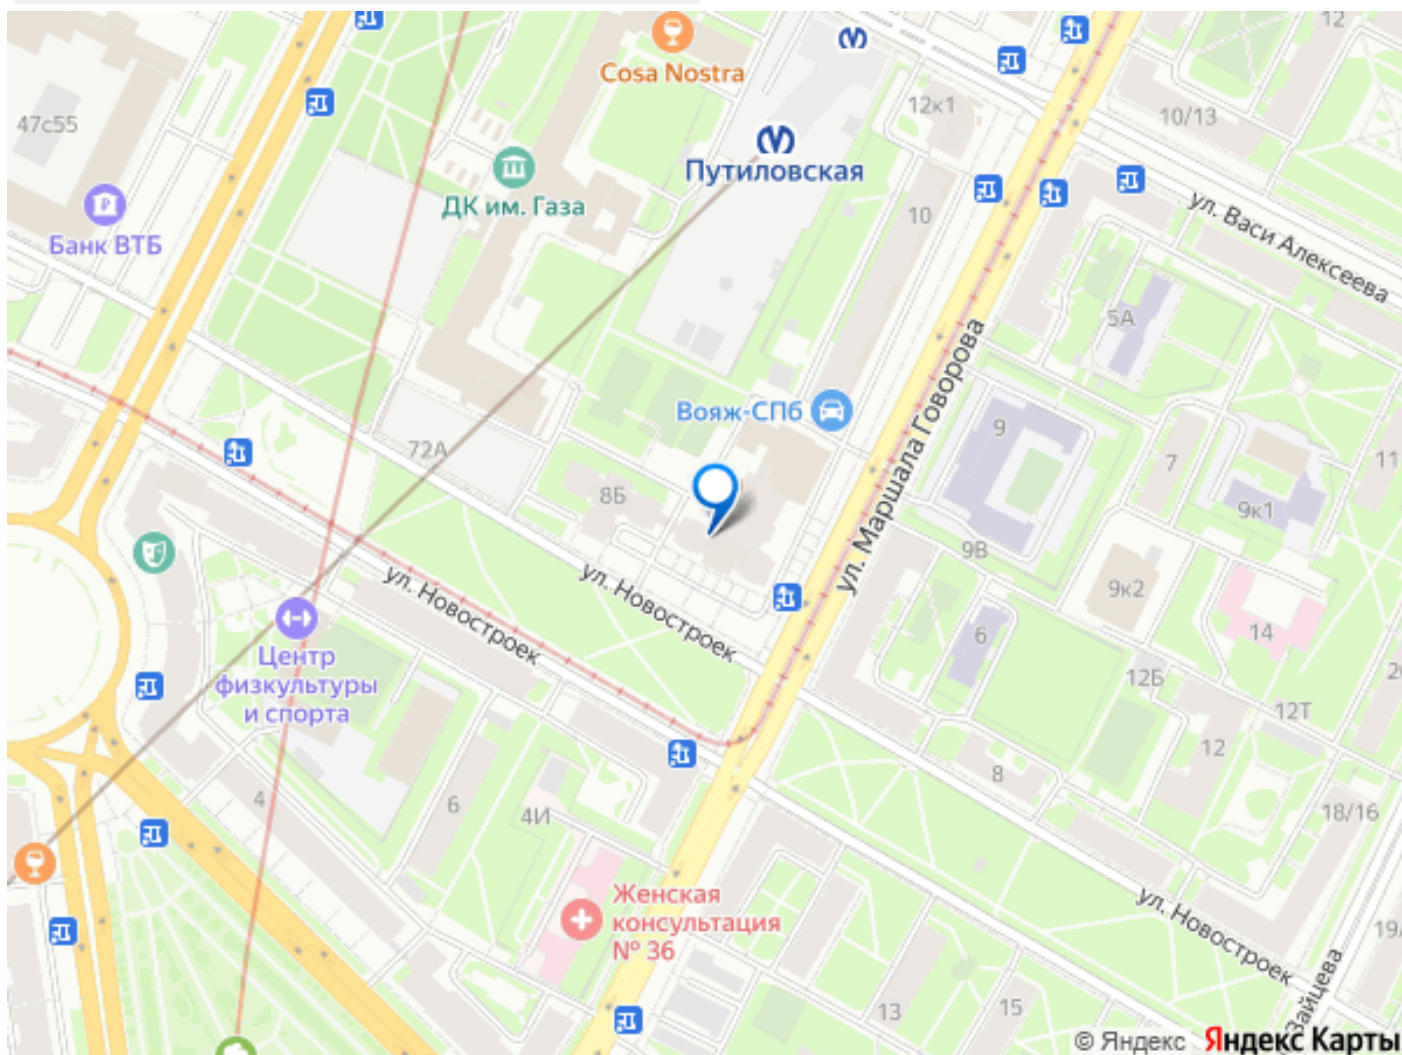 12
Cosa Nostra
47с55
12к1
10/13
Путиловская
ДК им. Газа
10
ул. Васи Алексеева
Банк ВТБ
5А
ул. Маршала Говорова
Вояж-СПб
9
72А
7
11
8Б
9к1
9В
ул. Новостроек
ул. Новостроек
9к2
6
14
Центр
физкультуры
и спорта
12Б
12Т
12
8
4
6
4И
18/16
Женская
консультация
№ 36
ул. Новостроек
19/
Зайцева
13
15
© Яндекс Яндекс Карты